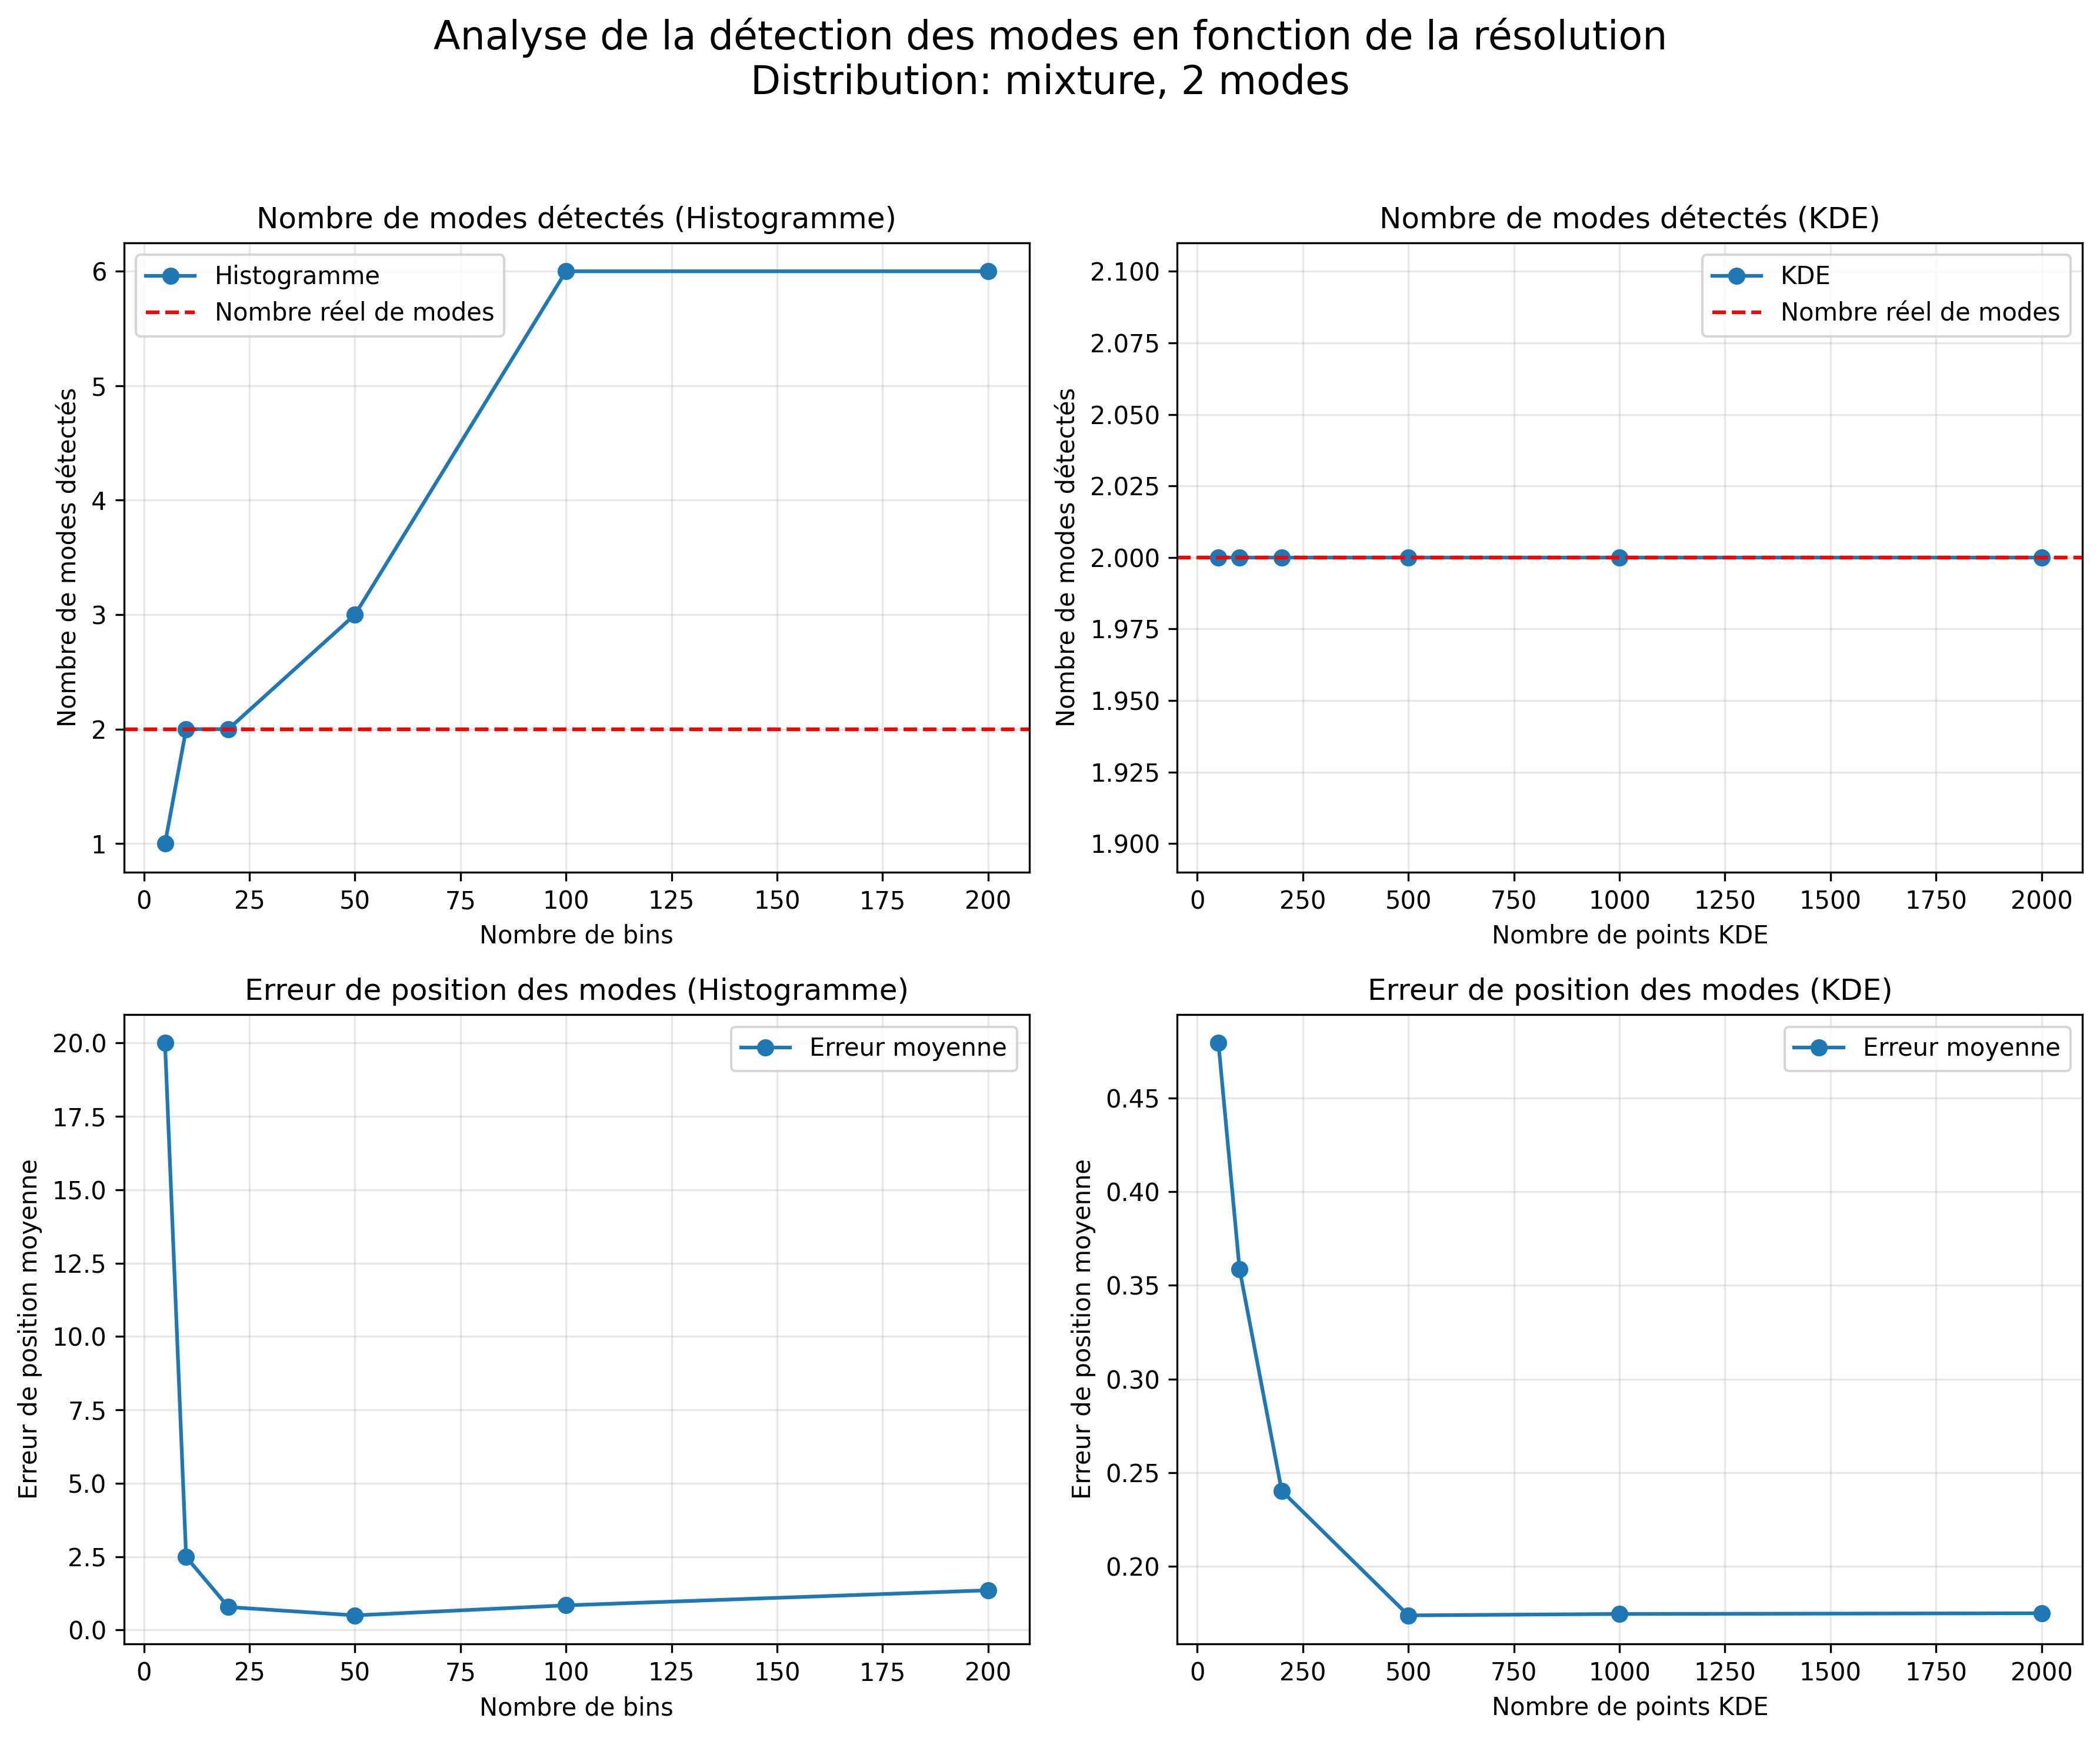 Analyse de la détection des modes en fonction de la résolution
Distribution: mixture, 2 modes
Nombre de modes détectés (Histogramme)
Histogramme
Nombre réel de modes
Nombre de modes détectés
6
5
4
3
2
1
0 25 50 75 100 125 150 175 200
Nombre de bins
Nombre de modes détectés (KDE)
KDE
Nombre réel de modes
Nombre de modes détectés
2.100
2.075
2.050
2.025
2.000
1.975
1.950
1.925
1.900
0 250 500 750 1000 1250 1500 1750 2000
Nombre de points KDE
Erreur de position des modes (Histogramme)
Erreur moyenne
Erreur de position moyenne
20.0
17.5
15.0
12.5
10.0
7.5
5.0
2.5
0.0
0 25 50 75 100 125 150 175 200
Nombre de bins
Erreur de position des modes (KDE)
Erreur moyenne
Erreur de position moyenne
0.45
0.40
0.35
0.30
0.25
0.20
0 250 500 750 1000 1250 1500 1750 2000
Nombre de points KDE